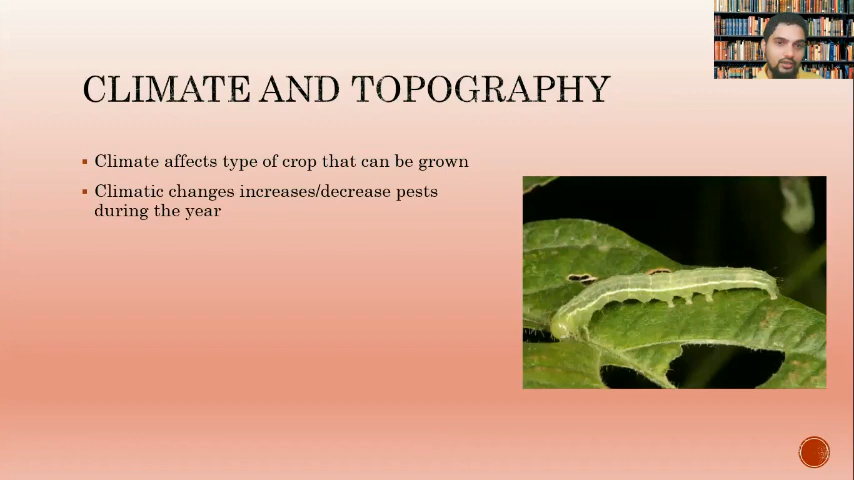 CLIMATE AND TOPOGRAPHY
Climate affects type of crop that can be grown
Climatic changes increases/decrease pests
during the year